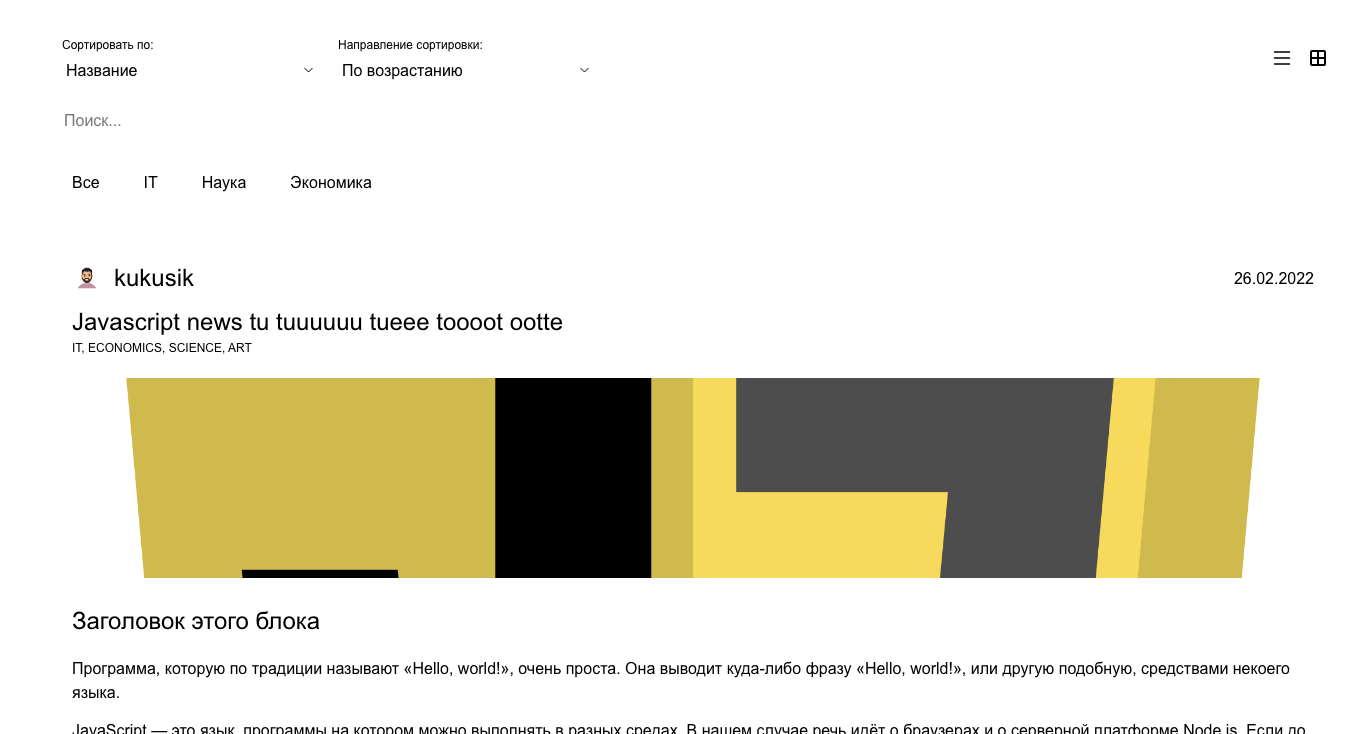 Сортировать по:
Направление сортировки:
Название
По возрастанию
Поиск...
Все
IT
Наука
Экономика
kukusik
26.02.2022
Javascript news tu tuuuuuu tueee toooot ootte
IT, ECONOMICS, SCIENCE, ART
Заголовок этого блока
Программа, которую по традиции называют «Hello, world!», очень проста. Она выводит куда-либо фразу «Hello, world!», или другую подобную, средствами некоего
языка.
JavaScript — это язык, программы на котором можно выполнять в разных средах. В нашем случае речь идёт о браузерах и о серверной платформе Node.js. Если до